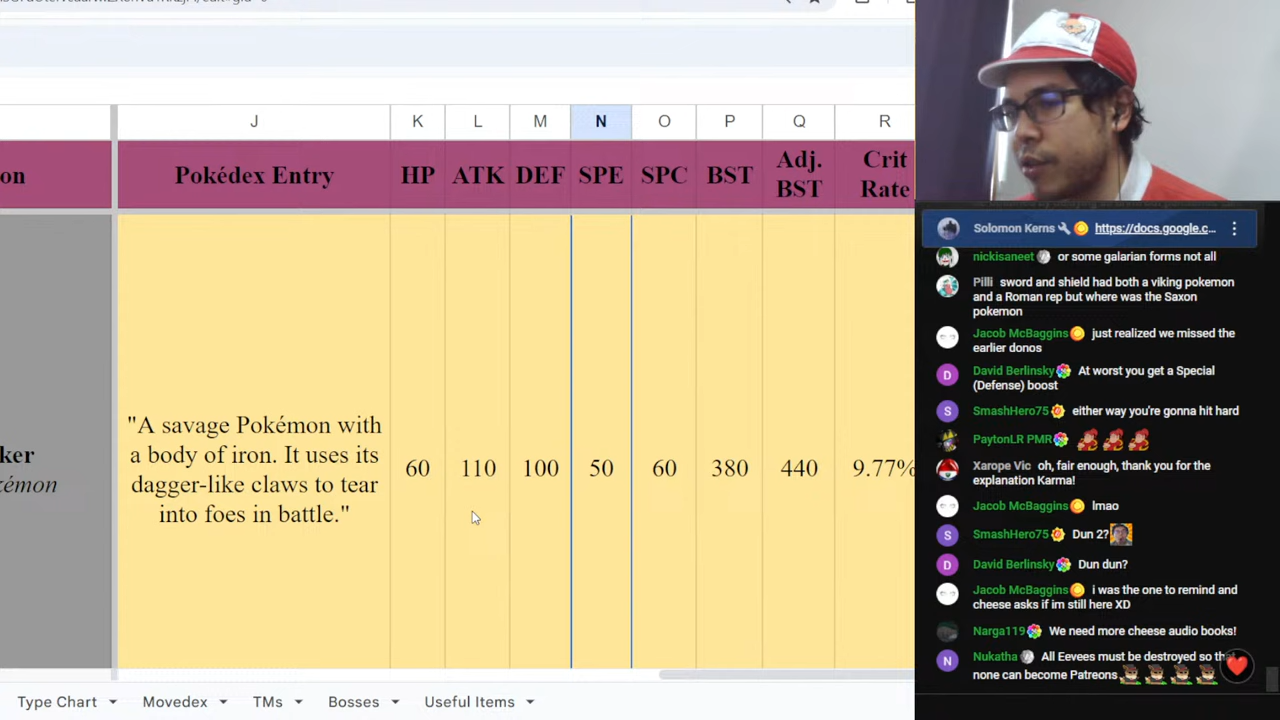 J K L M N O P Q R
on Pokédex Entry HP ATK DEF SPE SPC BST Adj. BST Crit Rate
"A savage Pokémon with
a body of iron. It uses its
dagger-like claws to tear
into foes in battle."
ker
kémon
60 110 100 50 60 380 440 9.77%
Type Chart Movedex TMs Bosses Useful Items
Solomon Kerns https://docs.google.c...
nickisaneet or some galarian forms not all
Pilli sword and shield had both a viking pokemon
and a Roman rep but where was the Saxon
pokemon
Jacob McBaggins just realized we missed the
earlier donos
David Berlinsky At worst you get a Special
(Defense) boost
SmashHero75 either way you're gonna hit hard
PaytonLR PMR
Xarope Vic oh, fair enough, thank you for the
explanation Karma!
Jacob McBaggins lmao
SmashHero75 Dun 2?
David Berlinsky Dun dun?
Jacob McBaggins i was the one to remind and
cheese asks if im still here XD
Narga119 We need more cheese audio books!
Nukatha All Eevees must be destroyed so
none can become Patreons